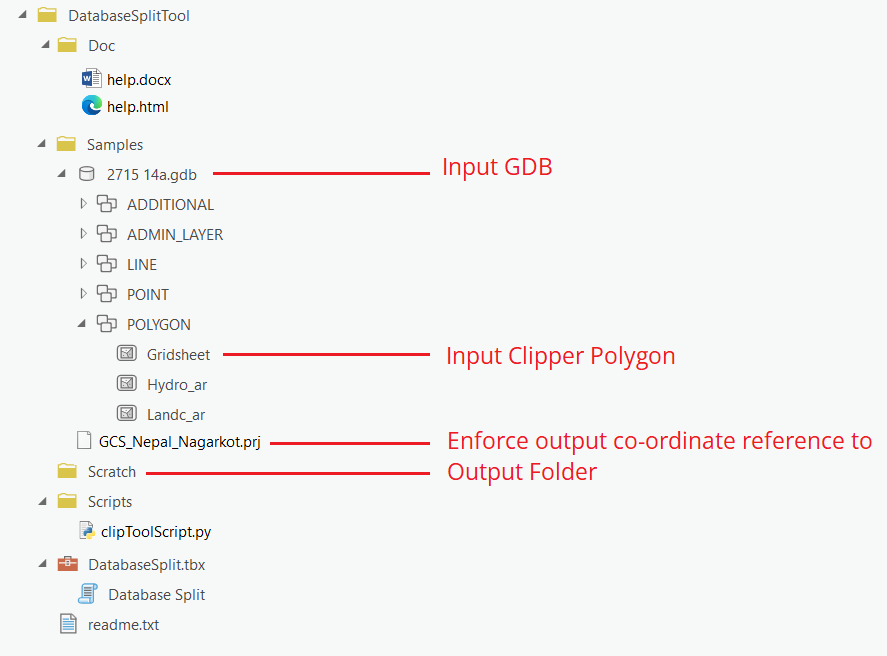 DatabaseSplitTool
Doc
help.docx
help.html
Samples
2715 14a.gdb
Input GDB
ADDITIONAL
ADMIN_LAYER
LINE
POINT
POLYGON
Gridsheet
Input Clipper Polygon
Hydro_ar
Landc_ar
GCS_Nepal_Nagarkot.prj
Enforce output co-ordinate reference to
Scratch
Output Folder
Scripts
clipToolScript.py
DatabaseSplit.tbx
Database Split
readme.txt